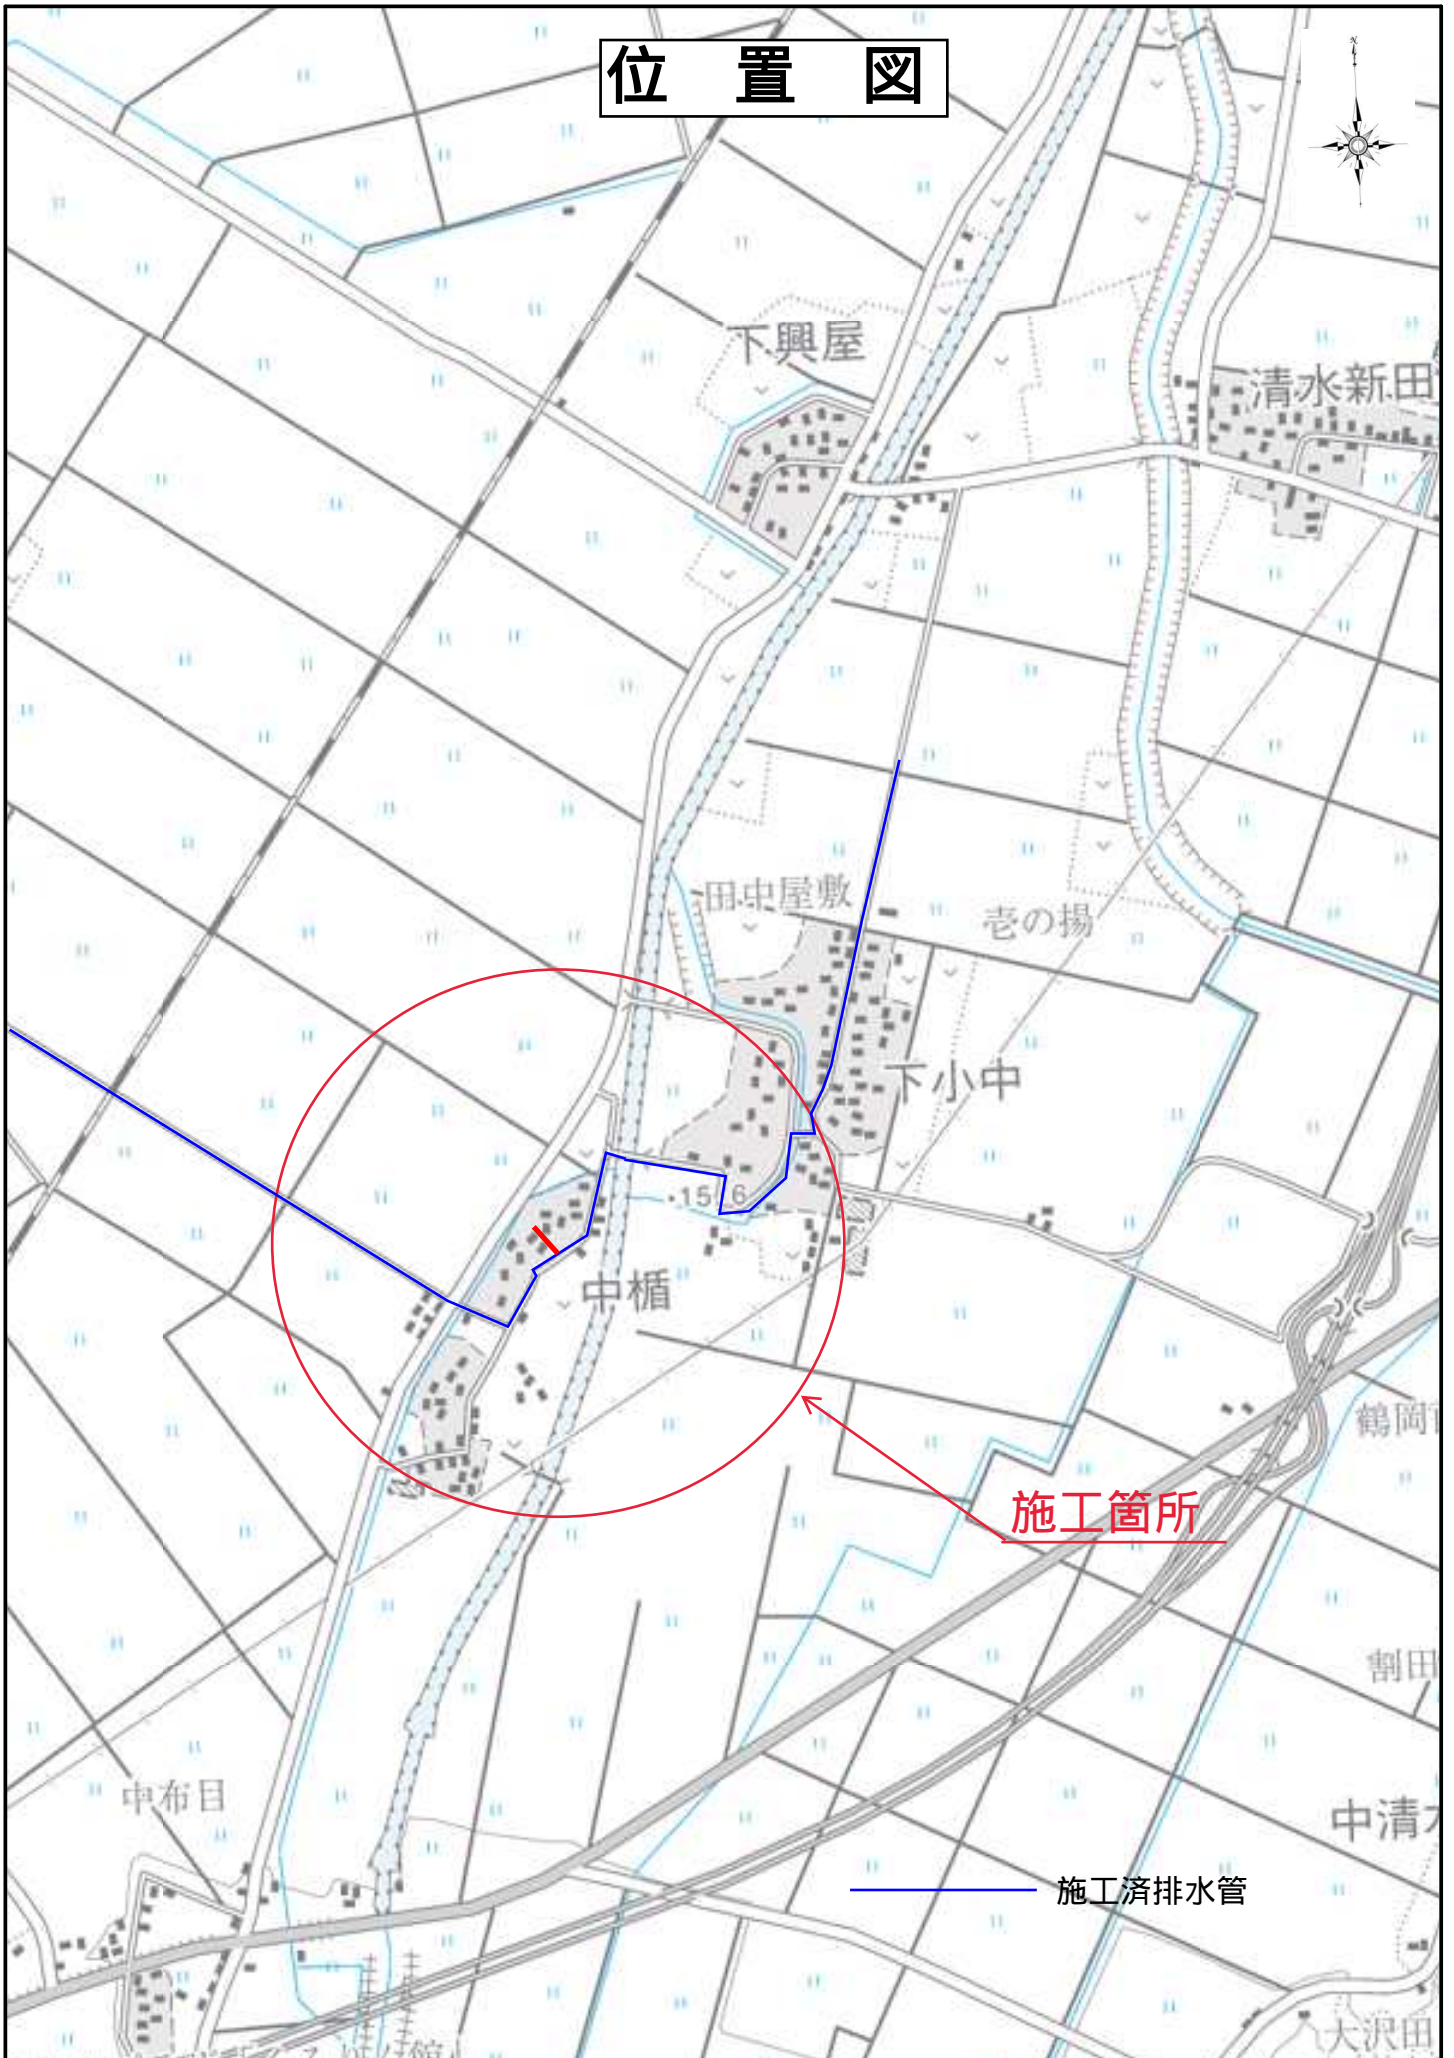 位置図
N
下興屋
清水新田
田中屋敷
壱の揚
下小中
15.6
中楯
鶴岡
施工箇所
割田
中布目
中清水
施工済排水管
大沢田